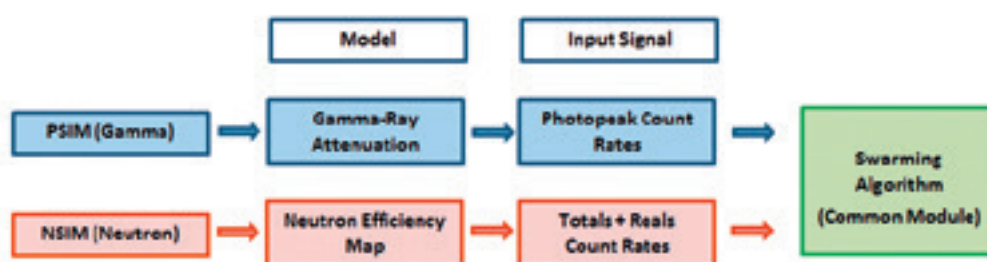 Model
Input Signal
PSIM (Gamma)
Gamma-Ray
Attenuation
Photopeak Count
Rates
NSIM (Neutron)
Neutron Efficiency
Map
Totals + Reals
Count Rates
Swarming
Algorithm
(Common Module)